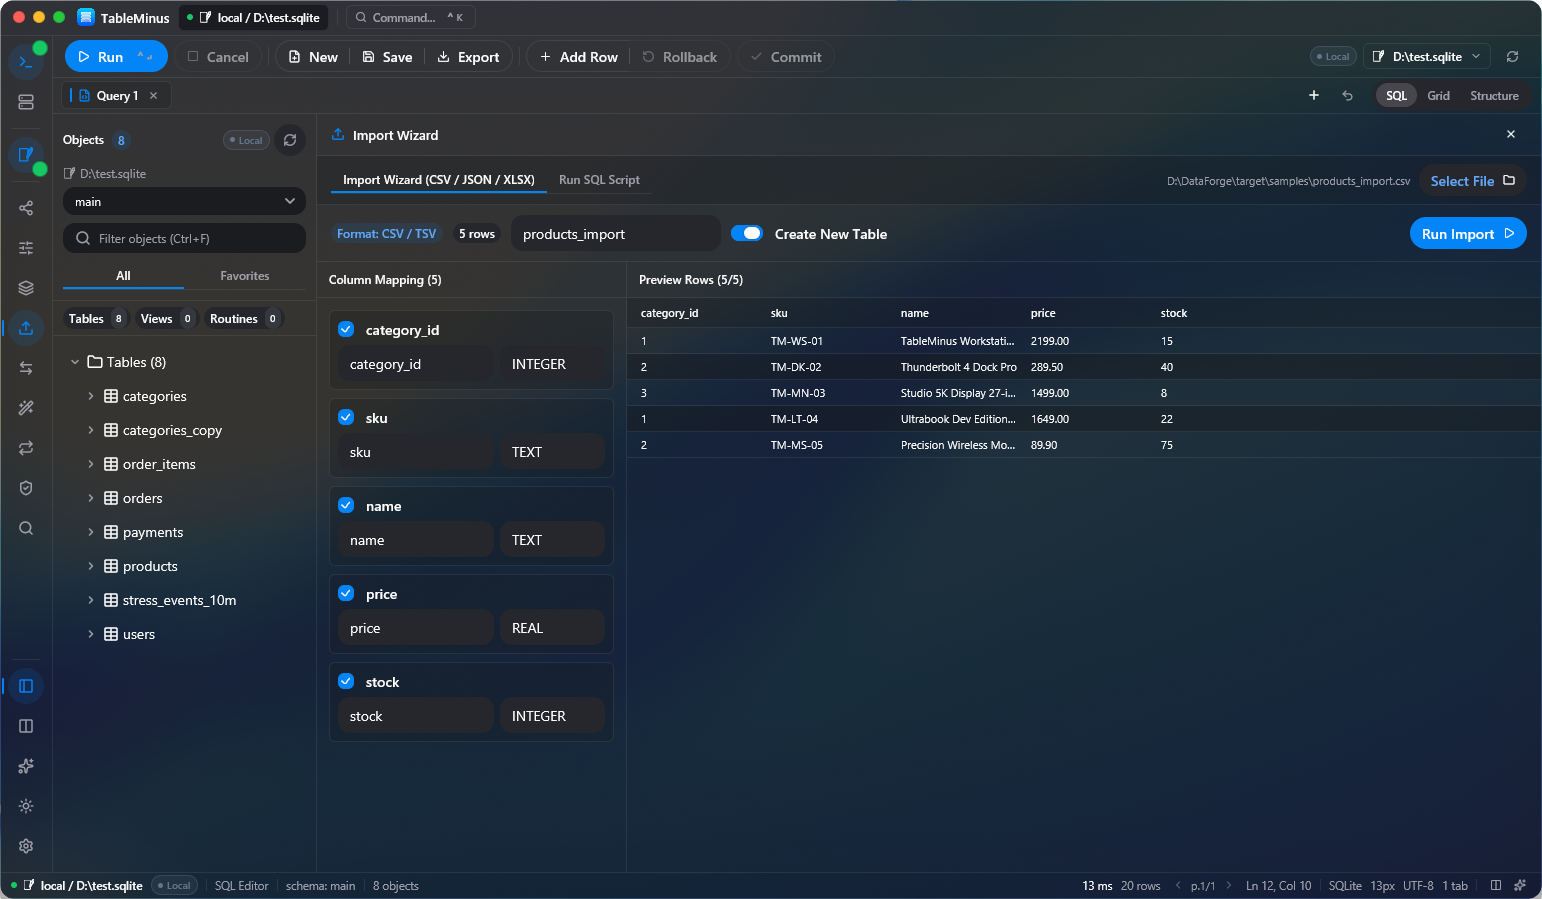 TableMinus local / D:\test.sqlite Command... ^ K
Run Cancel New Save Export Add Row Rollback Commit Local D:\test.sqlite
Query 1 SQL Grid Structure
Objects 8 Local
D:\test.sqlite
main
Filter objects (Ctrl+F)
All Favorites
Tables 8 Views 0 Routines 0
Tables (8)
categories
categories_copy
order_items
orders
payments
products
stress_events_10m
users
Import Wizard
Import Wizard (CSV / JSON / XLSX) Run SQL Script D:\DataForge\target\samples\products_import.csv Select File
Format: CSV / TSV 5 rows products_import Create New Table Run Import
Column Mapping (5)
category_id
category_id INTEGER
sku
sku TEXT
name
name TEXT
price
price REAL
stock
stock INTEGER
Preview Rows (5/5)
category_id sku name price stock
1 TM-WS-01 TableMinus Workstati... 2199.00 15
2 TM-DK-02 Thunderbolt 4 Dock Pro 289.50 40
3 TM-MN-03 Studio 5K Display 27-i... 1499.00 8
1 TM-LT-04 Ultrabook Dev Edition... 1649.00 22
2 TM-MS-05 Precision Wireless Mo... 89.90 75
local / D:\test.sqlite Local SQL Editor schema: main 8 objects 13 ms 20 rows p.1/1 Ln 12, Col 10 SQLite 13px UTF-8 1 tab